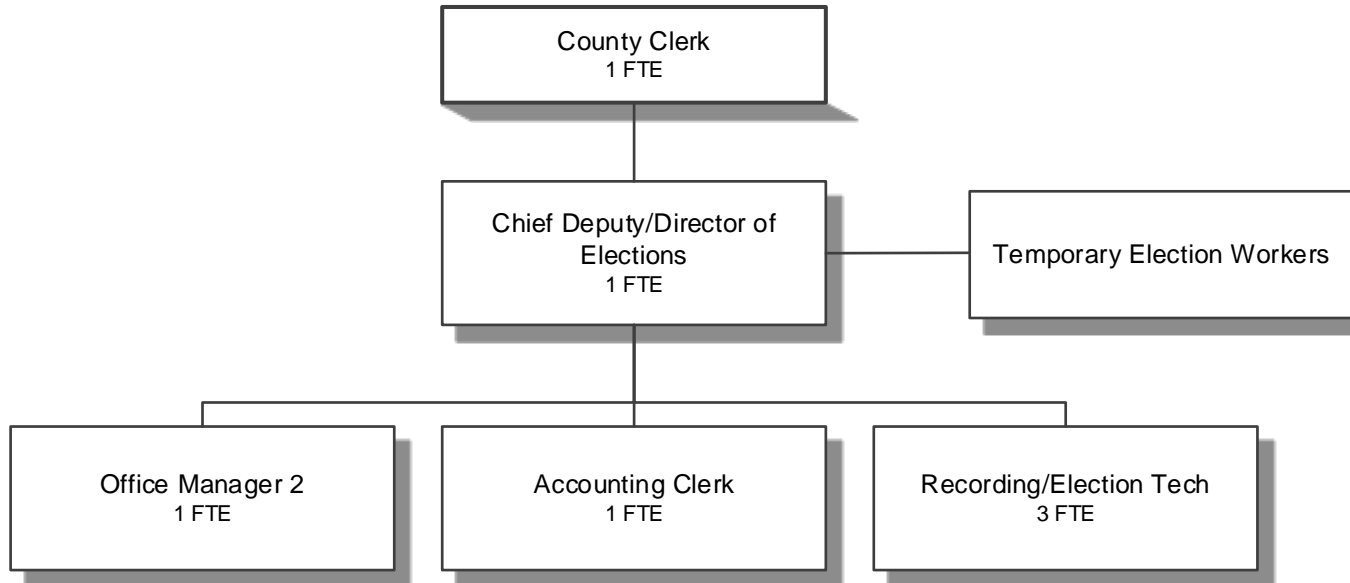 County Clerk
1 FTE
Chief Deputy/Director of
Elections
1 FTE
Temporary Election Workers
Office Manager 2
1 FTE
Accounting Clerk
1 FTE
Recording/Election Tech
3 FTE